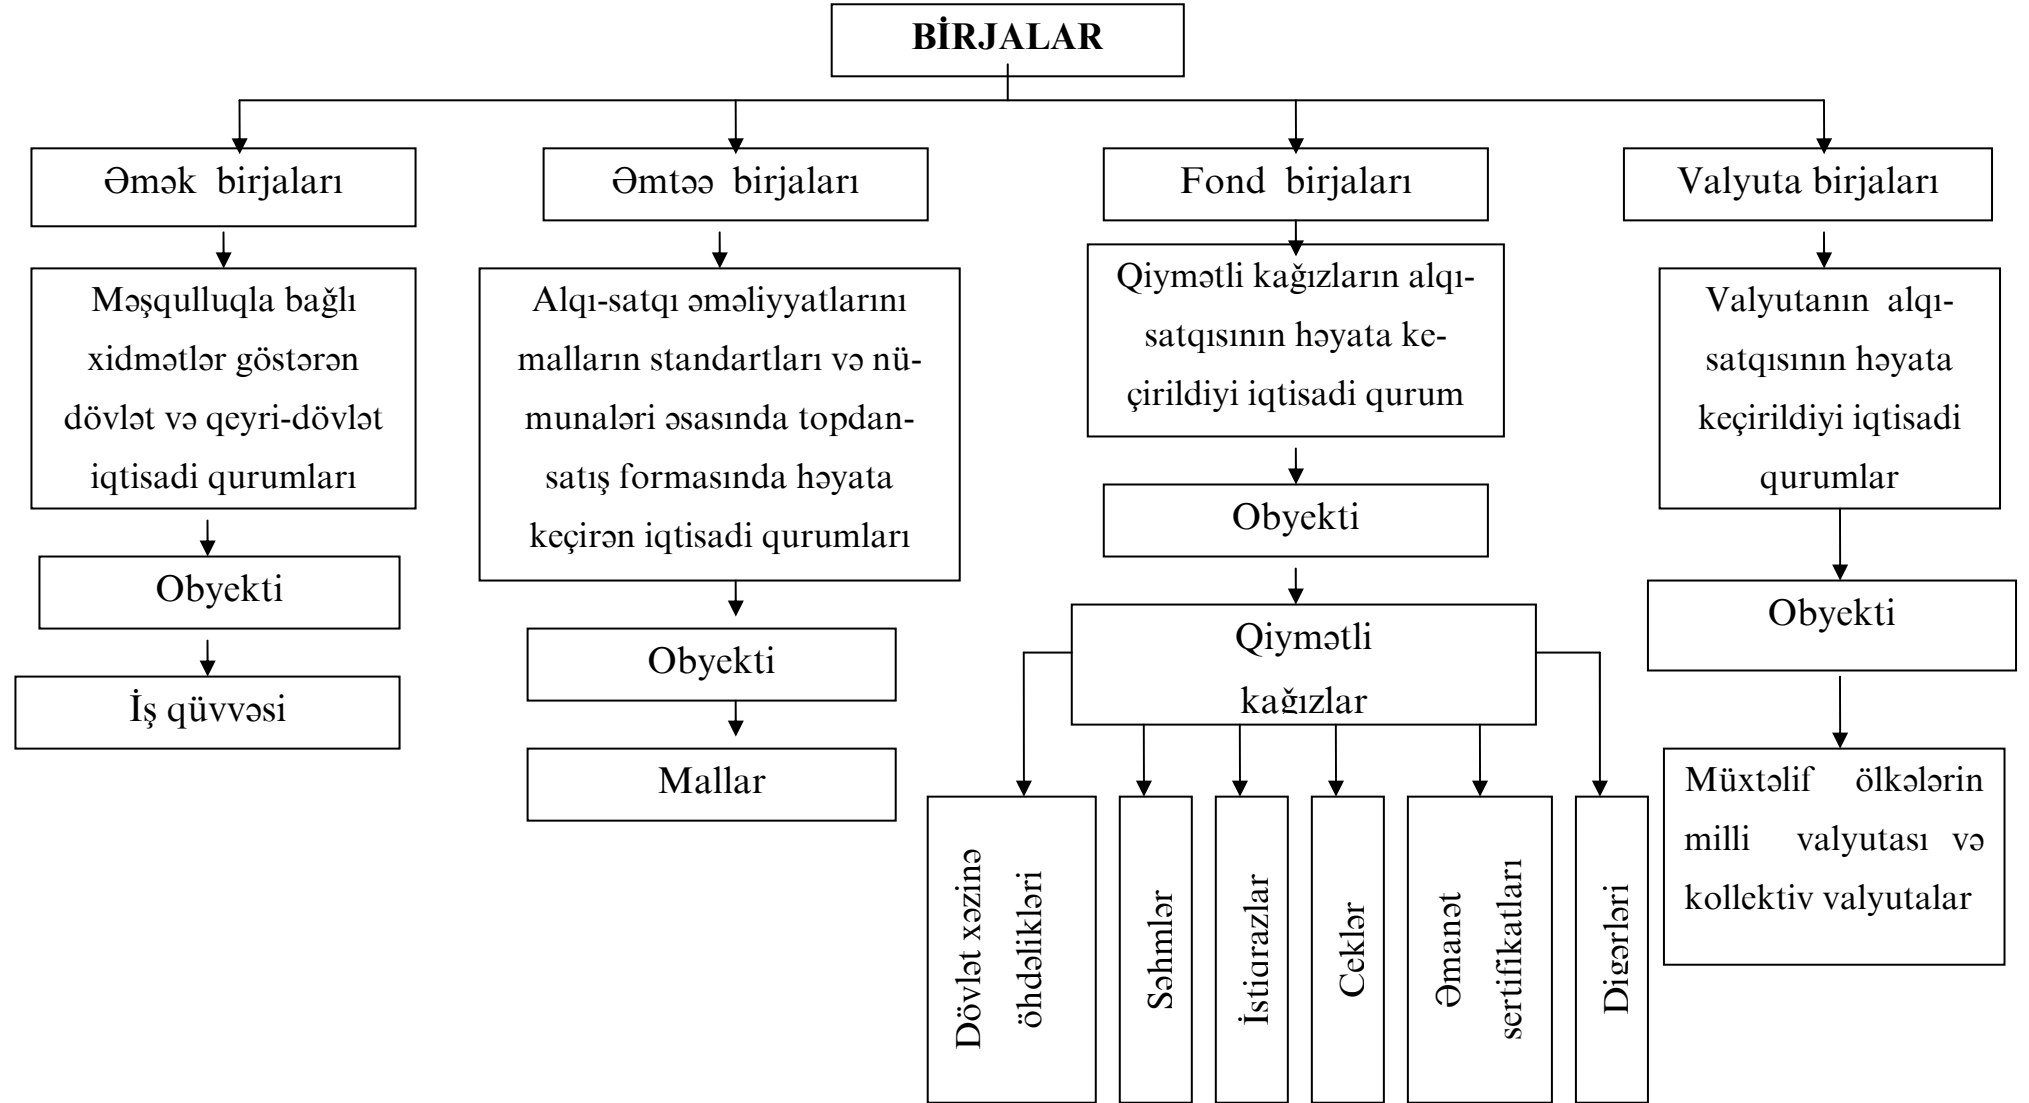 BİRJALAR
Əmək birjaları
Məşqulluqla bağlı
xidmətlər göstərən
dövlət və qeyri-dövlət
iqtisadi qurumları
Obyekti
İş qüvvəsi
Əmtəə birjaları
Alqı-satqı əməliyyatlarını
malların standartları və nü-
munaləri əsasında topdan-
satış formasında həyata
keçirən iqtisadi qurumları
Obyekti
Mallar
Fond birjaları
Qiymətli kağızların alqı-
satqısının həyata ke-
çirildiyi iqtisadi qurum
Obyekti
Qiymətli
kağızlar
Dövlət xəzinə
öhdəlikləri
Səhmlər
İstiqrazlar
Ceklər
Əmanət
sertifikatları
Digərləri
Valyuta birjaları
Valyutanın alqı-
satqısının həyata
keçirildiyi iqtisadi
qurumlar
Obyekti
Müxtəlif ölkələrin
milli valyutası və
kollektiv valyutalar